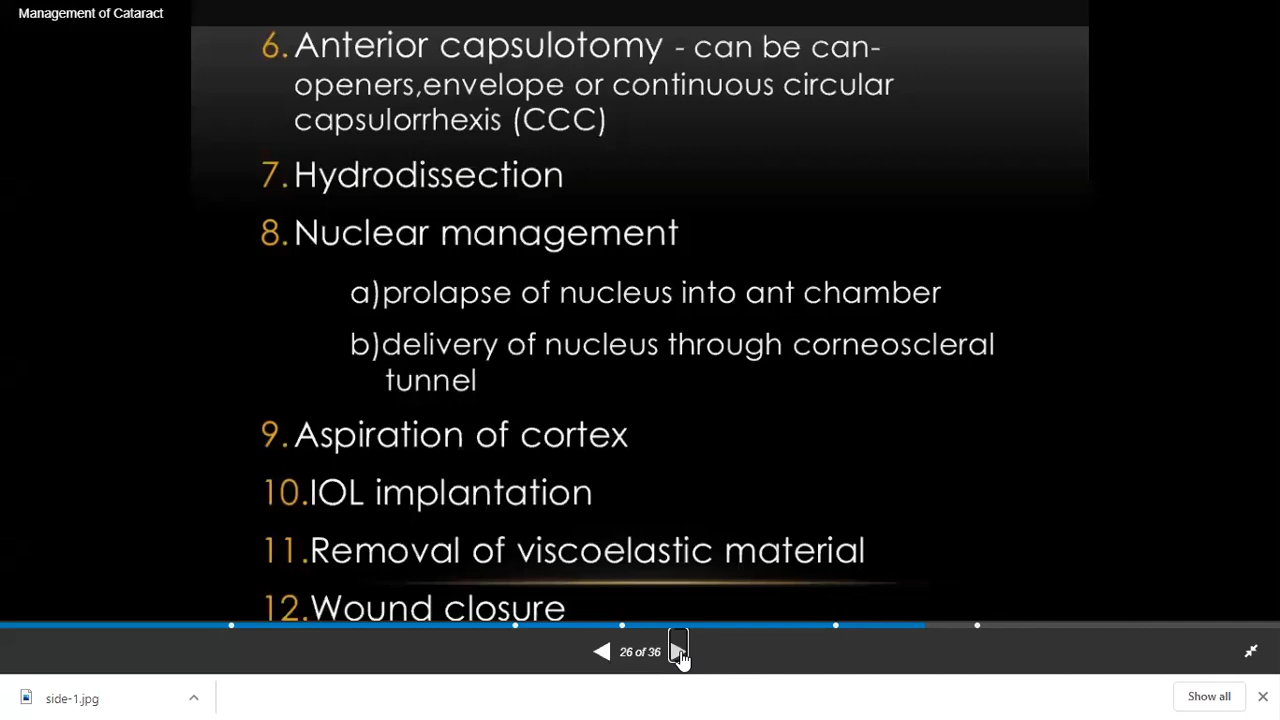 Management of Cataract
6. Anterior capsulotomy - can be can-
openers,envelope or continuous circular
capsulorrhexis (CCC)
7. Hydrodissection
8. Nuclear management
a)prolapse of nucleus into ant chamber
b)delivery of nucleus through corneoscleral
tunnel
9. Aspiration of cortex
10.IOL implantation
11.Removal of viscoelastic material
12.Wound closure
26 of 36
side-1.jpg
Show all